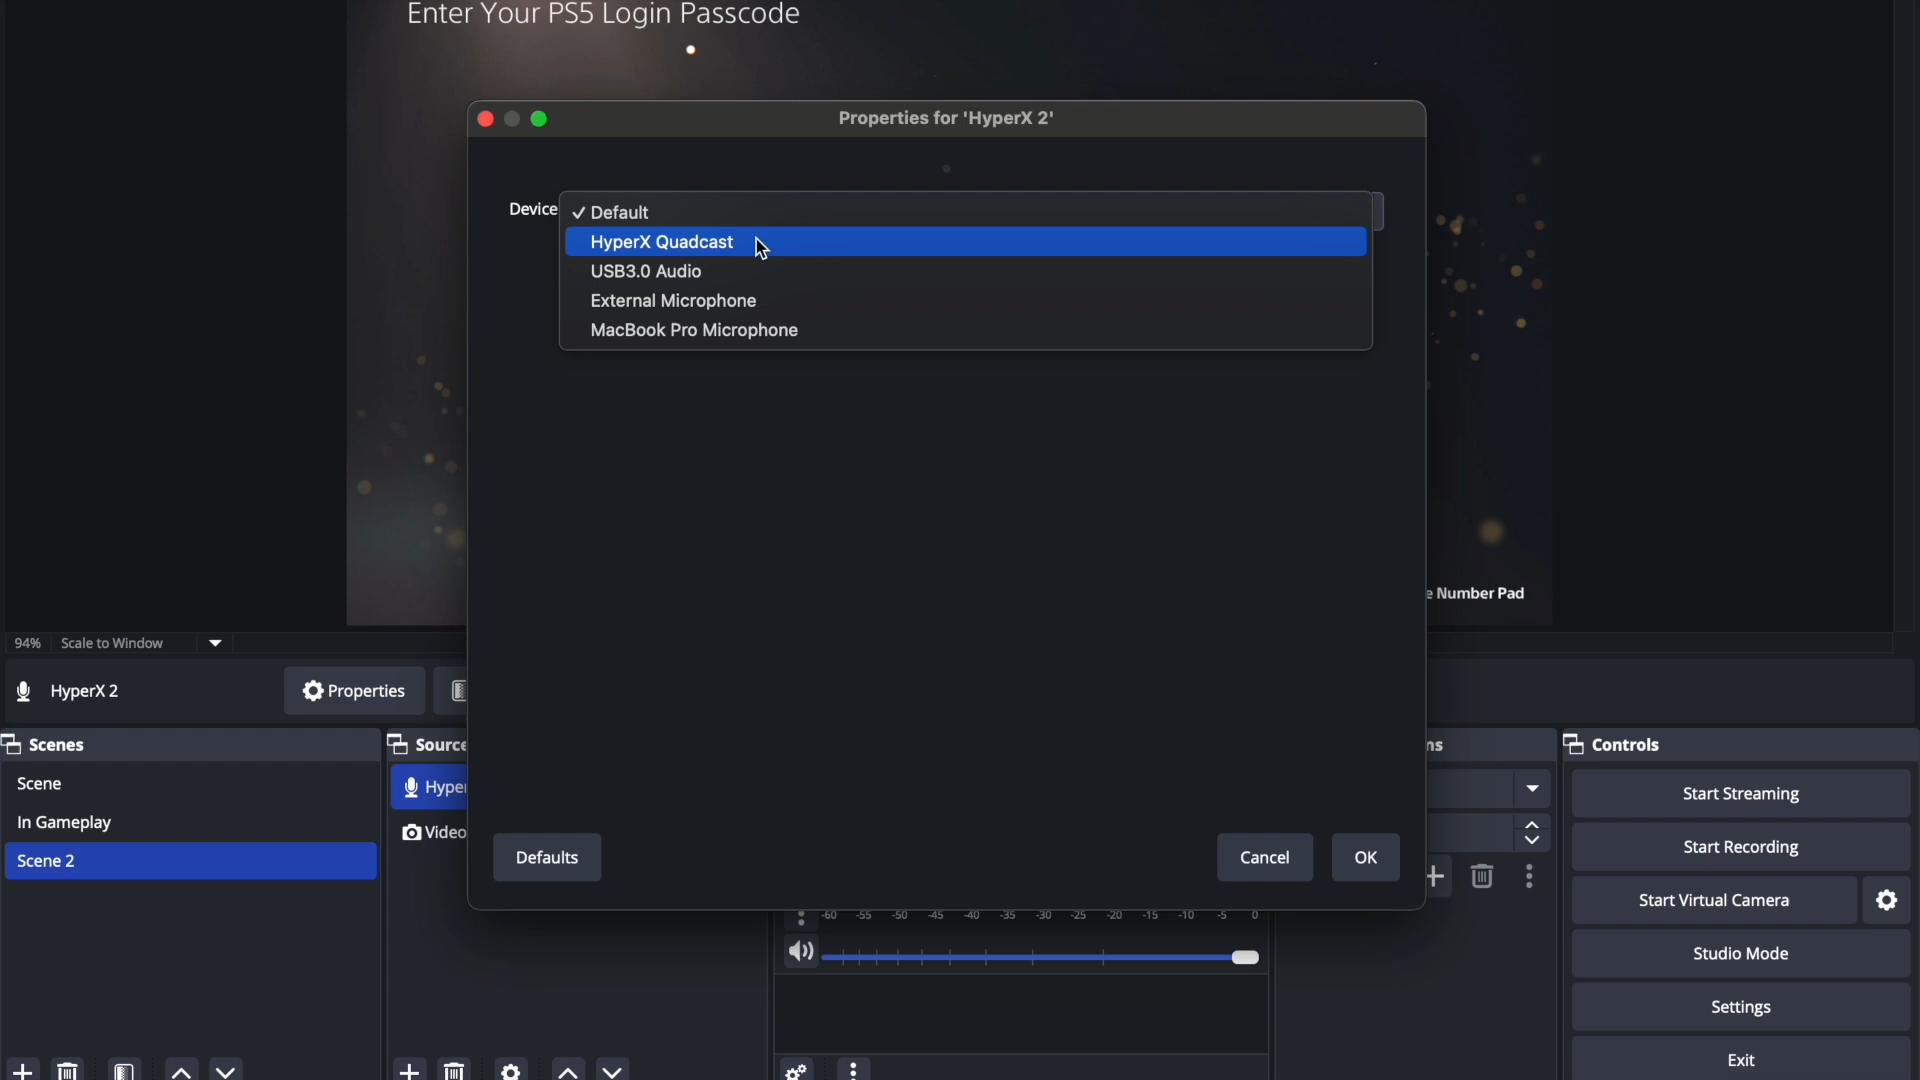 Enter Your PS5 Login Passcode
Properties for 'HyperX 2'
Device
✓ Default
HyperX Quadcast
USB3.0 Audio
External Microphone
MacBook Pro Microphone
e Number Pad
94% Scale to Window
HyperX 2
Properties
Scenes
Scene
In Gameplay
Scene 2
Source
Hyper
Video
Defaults
Cancel
OK
-60 -55 -50 -45 -40 -35 -30 -25 -20 -15 -10 -5 0
ns
Controls
Start Streaming
Start Recording
Start Virtual Camera
Studio Mode
Settings
Exit